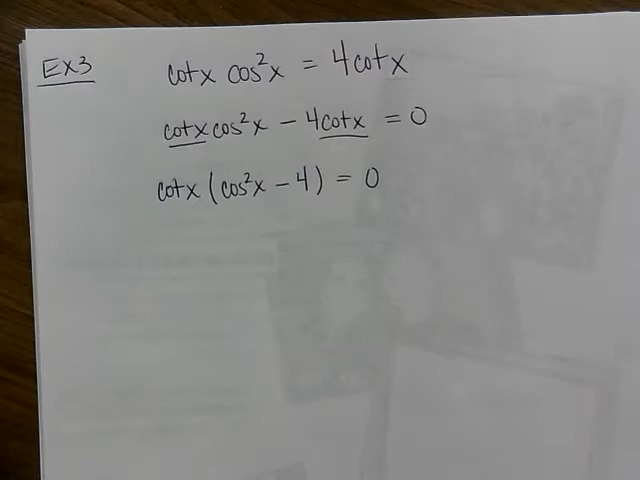 Ex3 cotx cos²x = 4cotx
cotx cos²x - 4cotx = 0
cotx (cos²x - 4) = 0